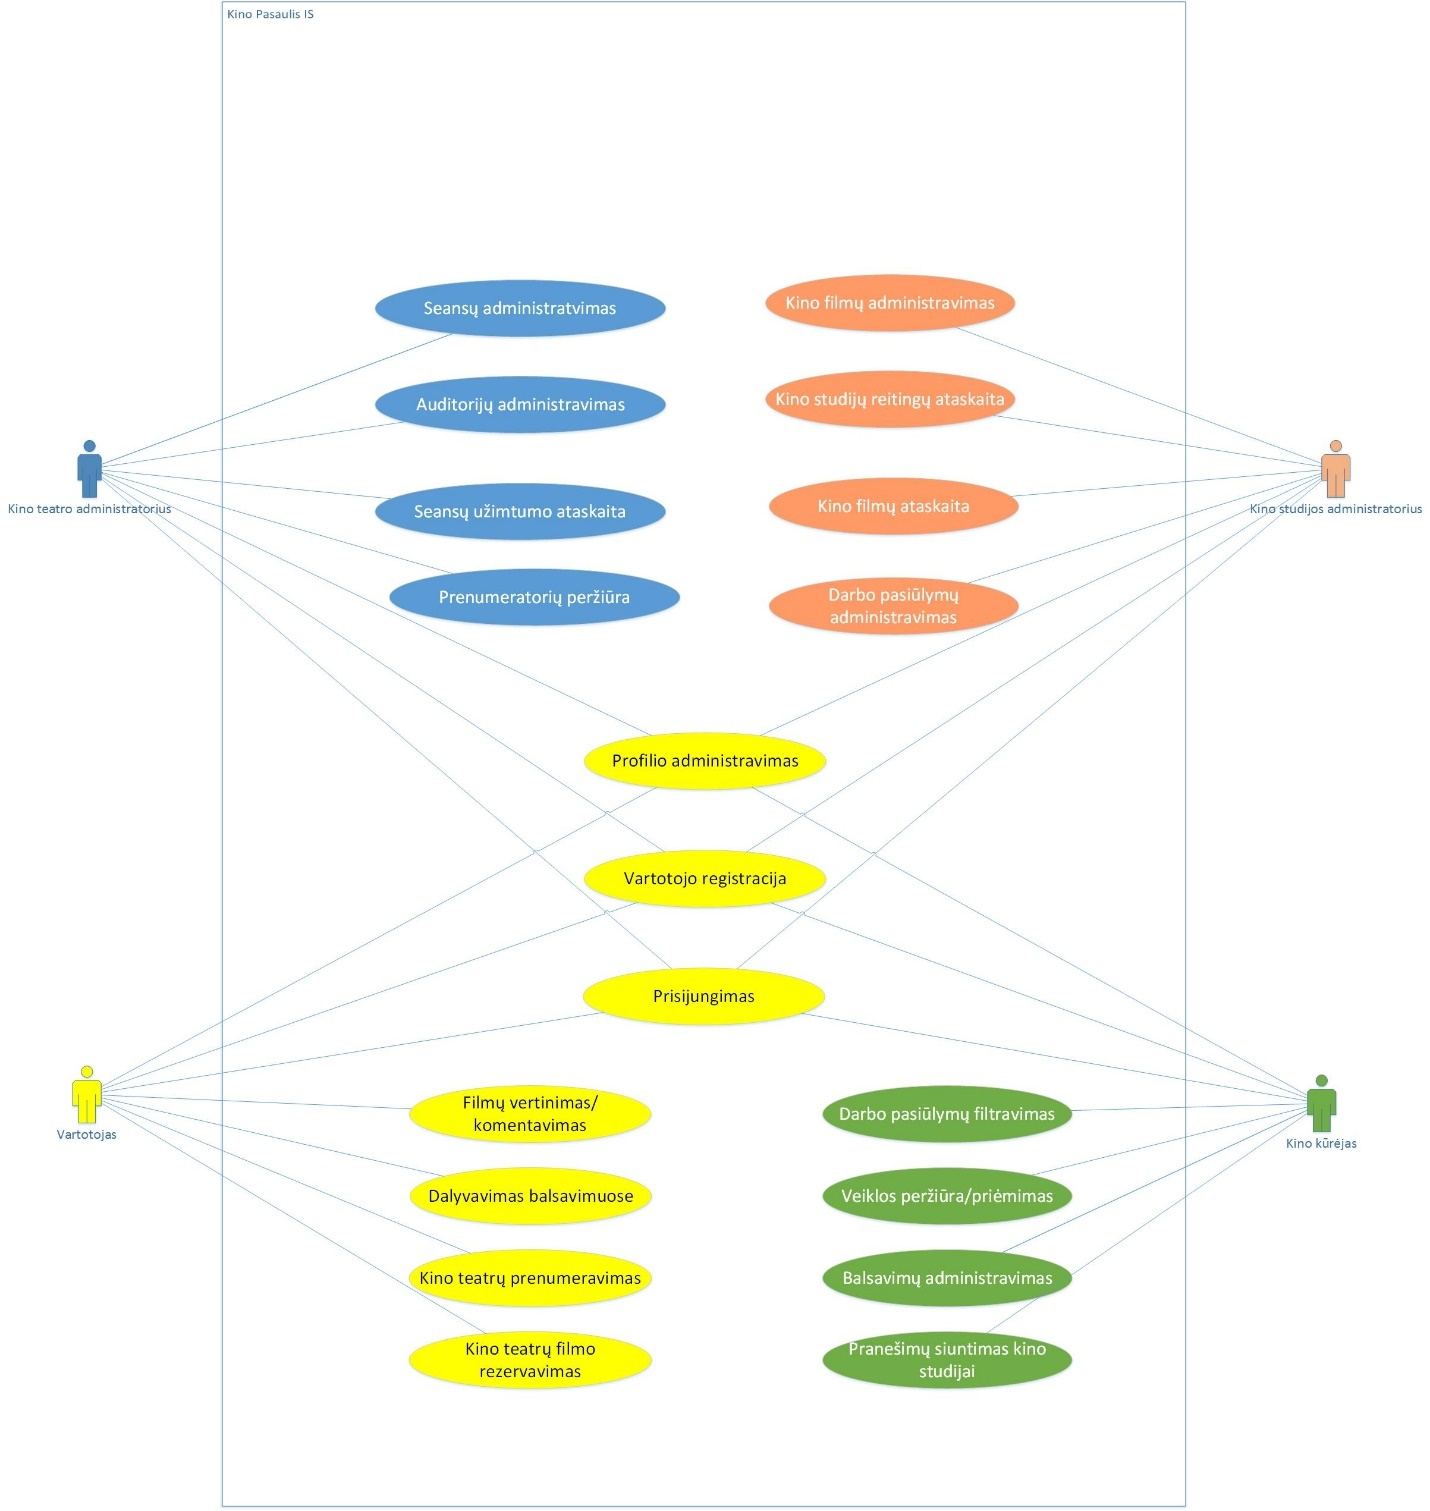 Kino Pasaulis IS
Seansų administratvimas
Kino filmų administravimas
Auditorijų administravimas
Kino studijų reitingų ataskaita
Kino teatro administratorius
Kino studijos administratorius
Seansų užimtumo ataskaita
Kino filmų ataskaita
Prenumeratorių peržiūra
Darbo pasiūlymų
administravimas
Profilio administravimas
Vartotojo registracija
Prisijungimas
Vartotojas
Kino kūrėjas
Filmų vertinimas/
komentavimas
Darbo pasiūlymų filtravimas
Dalyvavimas balsavimuose
Veiklos peržiūra/priėmimas
Kino teatrų prenumeravimas
Balsavimų administravimas
Kino teatrų filmo
rezervavimas
Pranešimų siuntimas kino
studijai